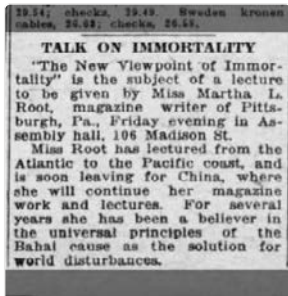 29.54; checks, 29.49. Sweden kronen
cables, 26.63; checks, 26.58.
TALK ON IMMORTALITY
"The New Viewpoint of Immor-
tality" is the subject of a lecture
to be given by Miss Martha L.
Root, magazine writer of Pitts-
burgh, Pa., Friday evening in As-
sembly hall, 106 Madison St.
Miss Root has lectured from the
Atlantic to the Pacific coast, and
is soon leaving for China, where
she will continue her magazine
work and lectures. For several
years she has been a believer in
the universal principles of the
Bahai cause as the solution for
world disturbances.